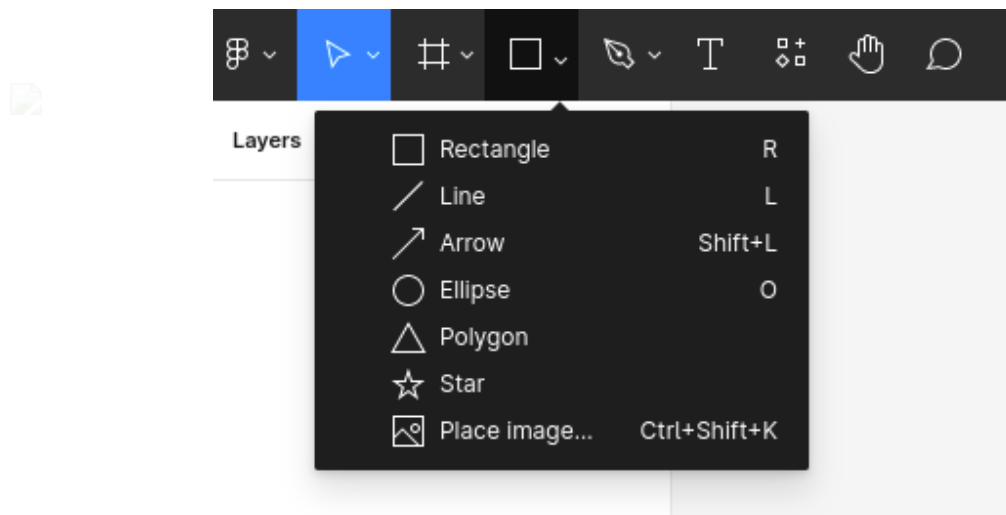 Layers
Rectangle R
Line L
Arrow Shift+L
Ellipse O
Polygon
Star
Place image... Ctrl+Shift+K